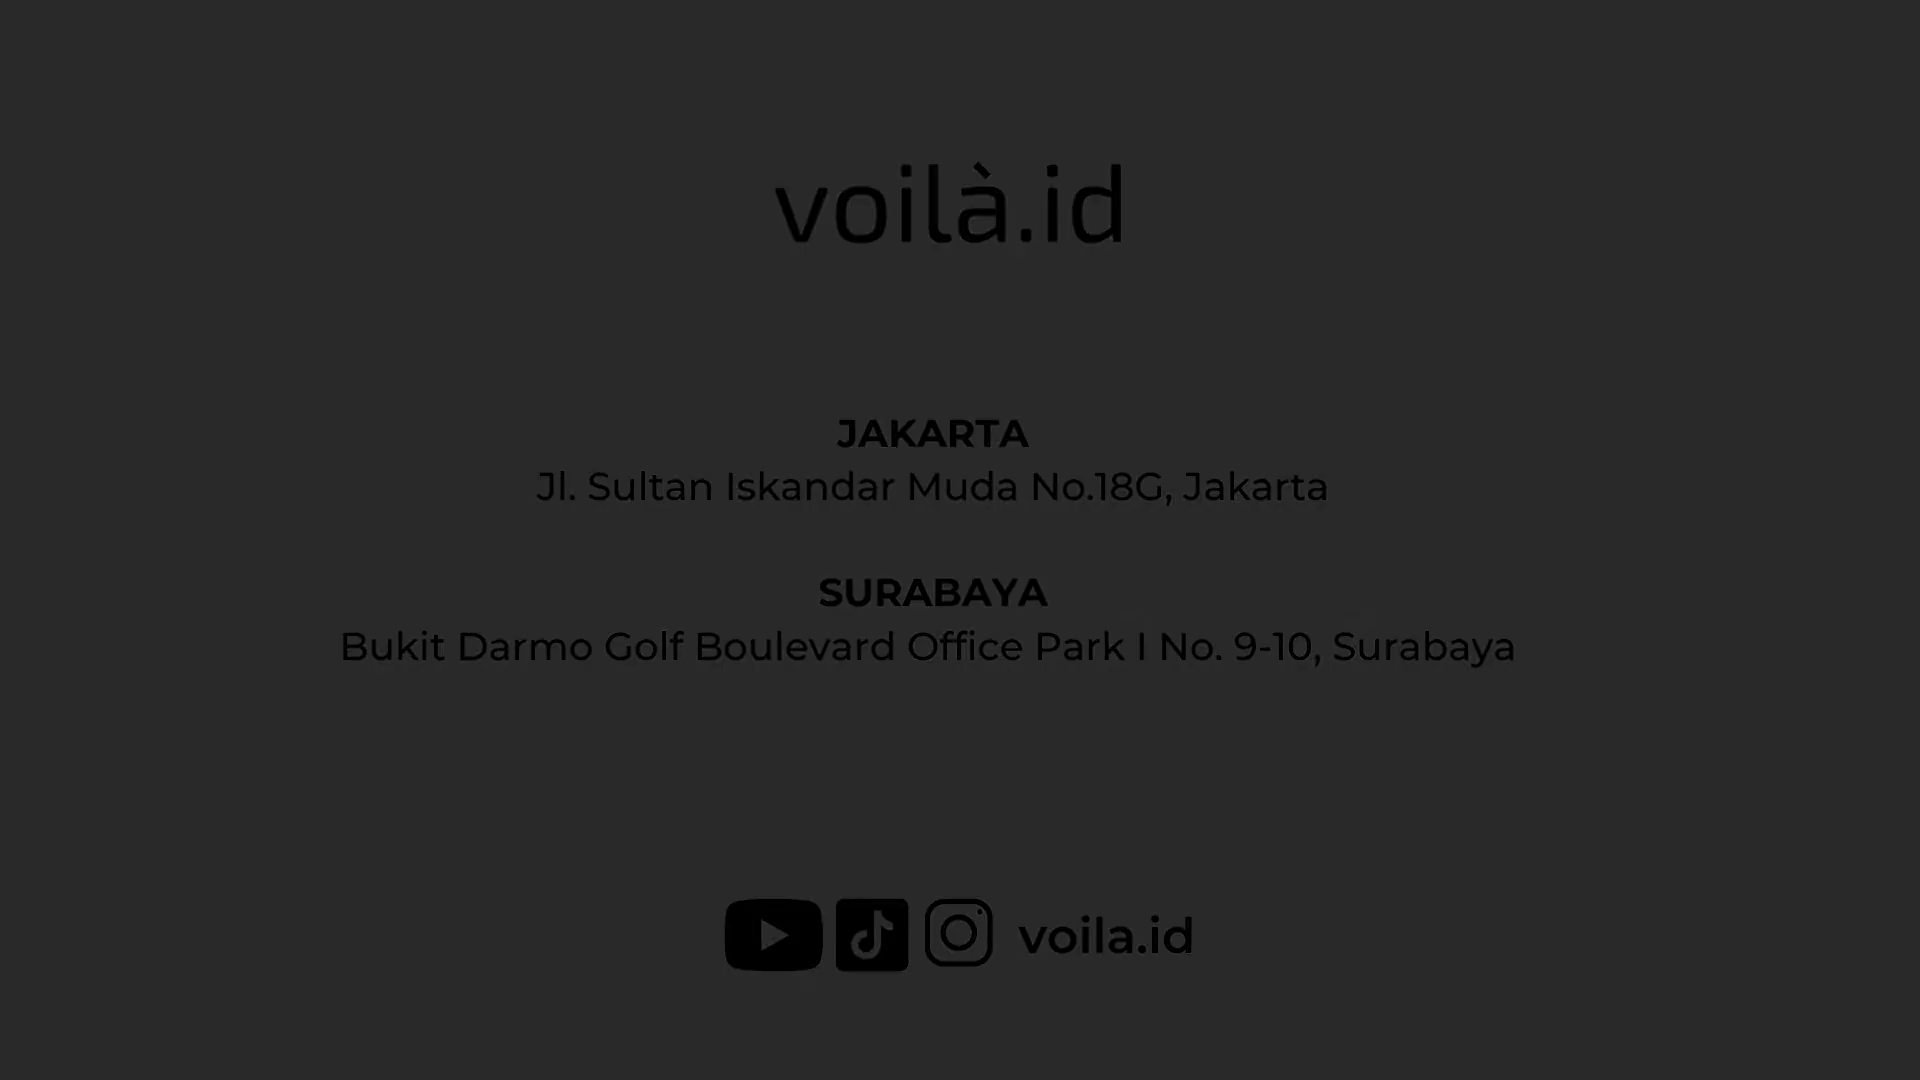 voilà.id
JAKARTA
Jl. Sultan Iskandar Muda No.18G, Jakarta
SURABAYA
Bukit Darmo Golf Boulevard Office Park I No. 9-10, Surabaya
voila.id